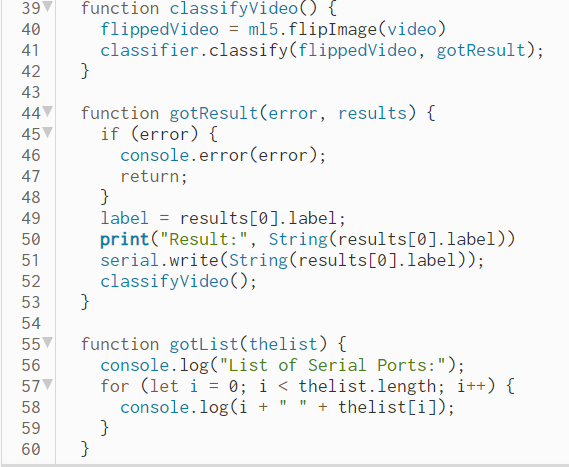 39 function classifyVideo() {
40 flippedVideo = ml5.flipImage(video)
41 classifier.classify(flippedVideo, gotResult);
42 }
43
44 function gotResult(error, results) {
45 if (error) {
46 console.error(error);
47 return;
48 }
49 label = results[0].label;
50 print("Result:", String(results[0].label))
51 serial.write(String(results[0].label));
52 classifyVideo();
53 }
54
55 function gotList(thelist) {
56 console.log("List of Serial Ports:");
57 for (let i = 0; i < thelist.length; i++) {
58 console.log(i + " " + thelist[i]);
59 }
60 }